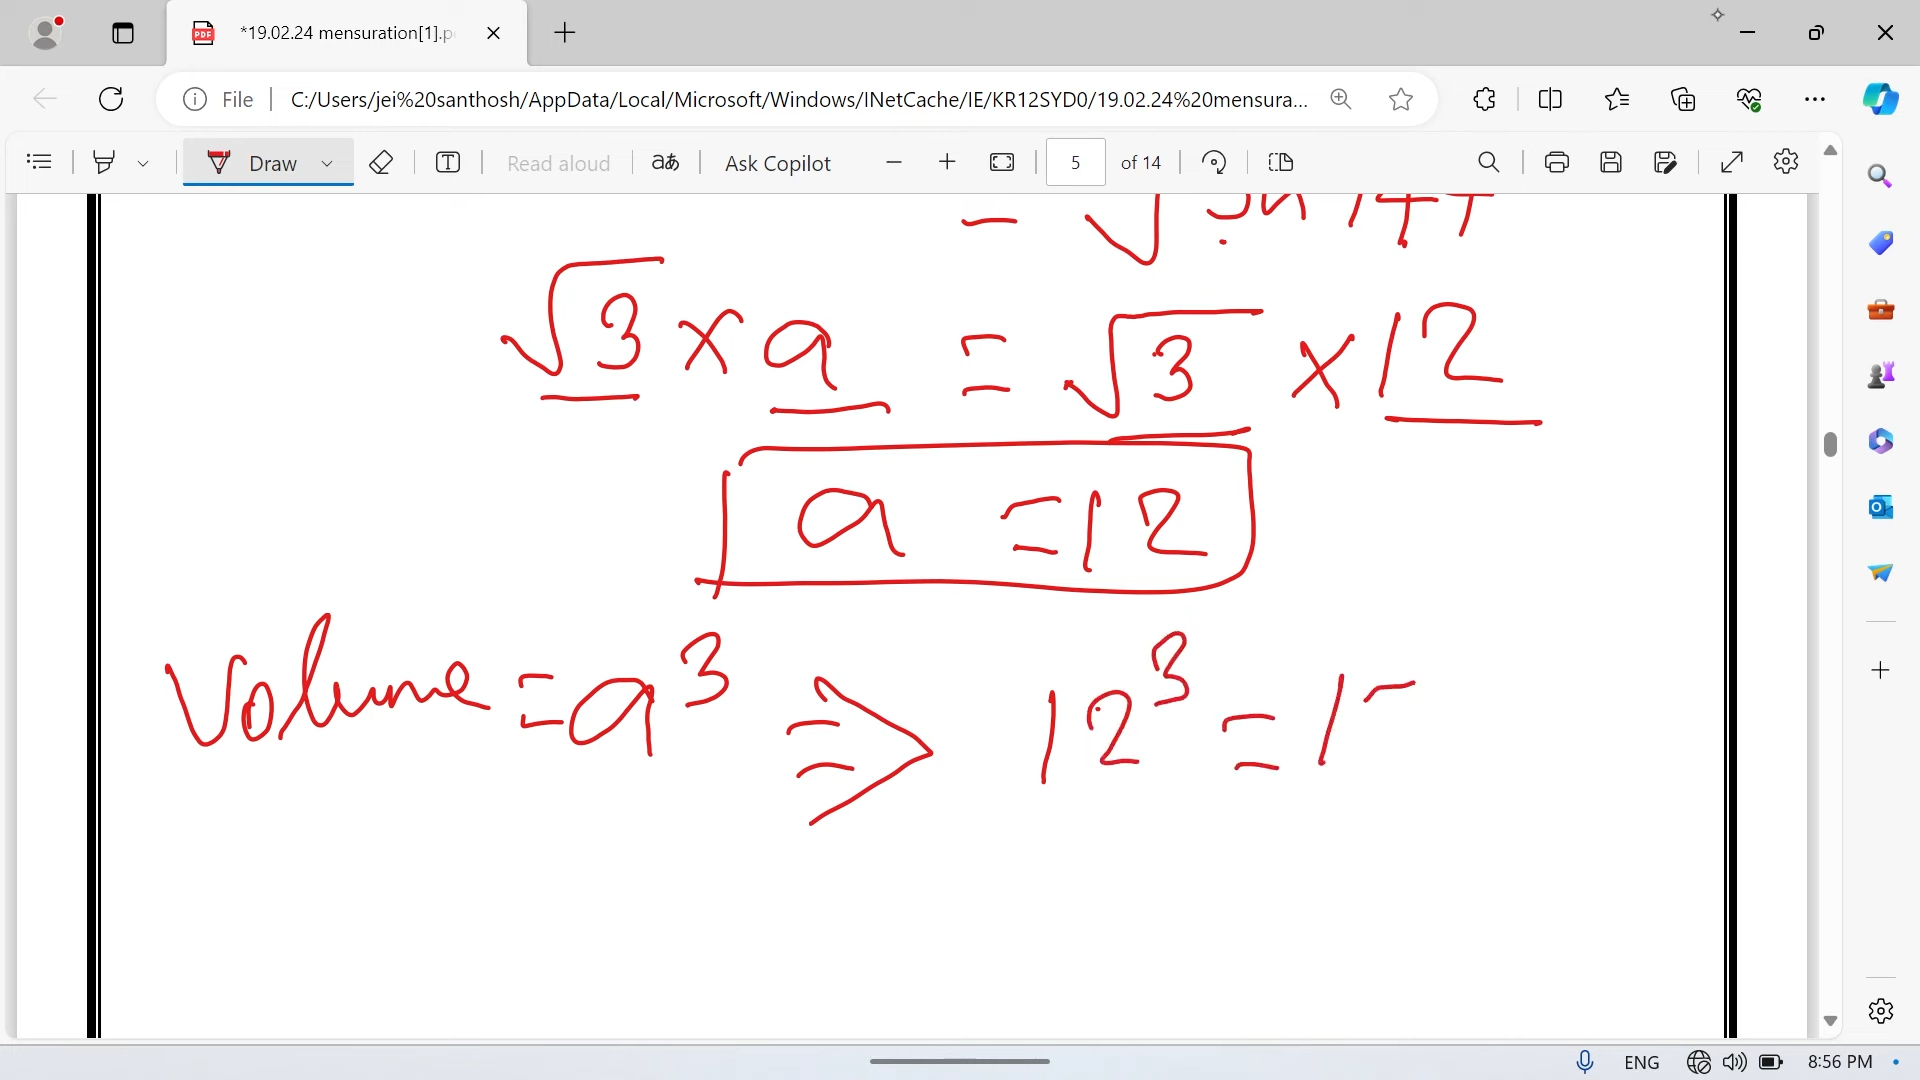 *19.02.24 mensuration[1].p
File C:/Users/jei%20santhosh/AppData/Local/Microsoft/Windows/INetCache/IE/KR12SYD0/19.02.24%20mensura...
Draw Read aloud aあ Ask Copilot 5 of 14
√3 × a = √3 × 12
a = 12
Volume = a³ ⇒ 12³ = 1
ENG 8:56 PM